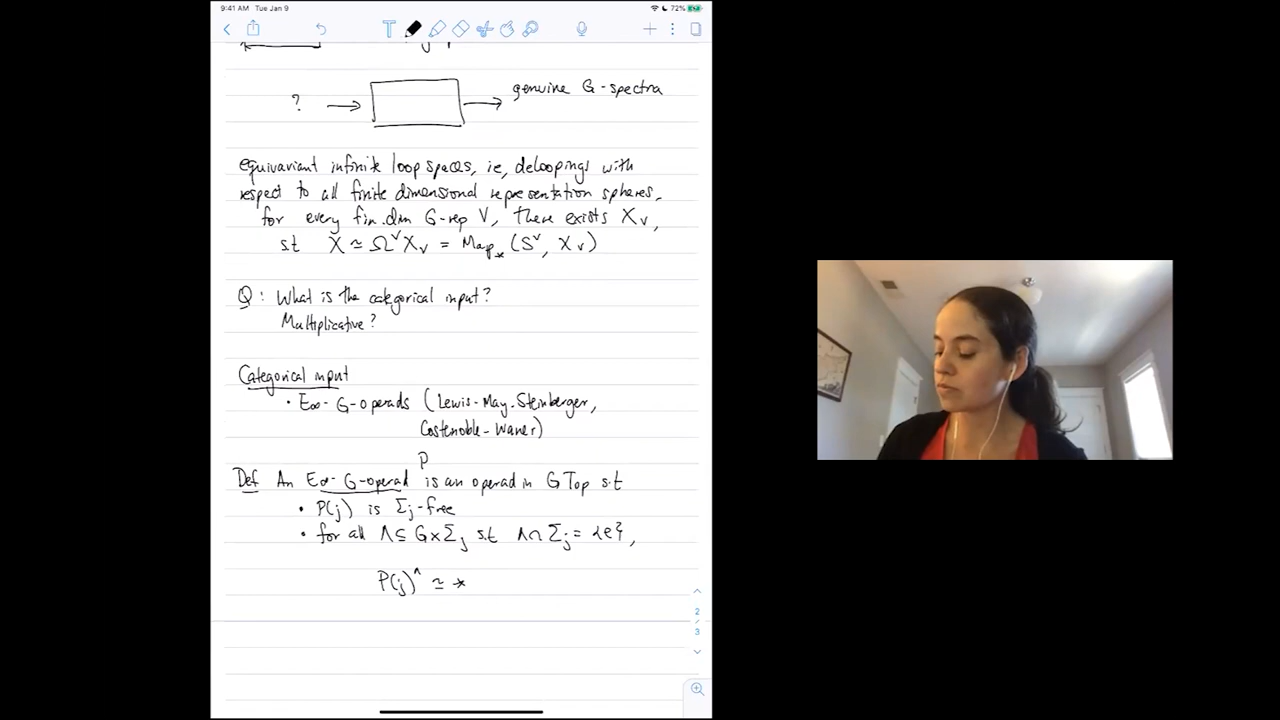 9:41 AM Tue Jan 9
72%
? → genuine G-spectra
equivariant infinite loop spaces, ie, deloopings with
respect to all finite dimensional representation spheres,
for every fin.dim G-rep V, there exists X_V,
s.t X ≃ Ω^V X_V = Map_*(S^V, X_V)
Q: What is the categorical input?
Multiplicative?
Categorical input
• E∞-G-operads (Lewis-May-Steinberger,
Costenoble-Waner)
P
Def An E∞-G-operad is an operad in GTop s.t
• P(j) is Σ_j-free
• for all Λ ⊆ G×Σ_j s.t Λ∩Σ_j = {e},
P(j)^Λ ≃ *
2
3